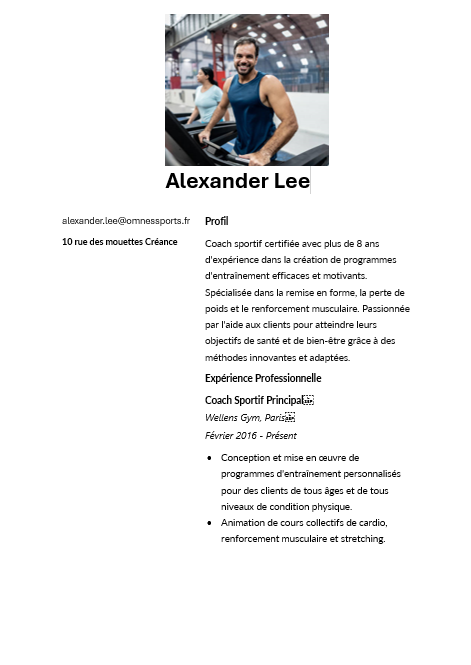 Alexander Lee
alexander.lee@omnessports.fr
10 rue des mouettes Créance
Profil
Coach sportif certifiée avec plus de 8 ans
d'expérience dans la création de programmes
d'entraînement efficaces et motivants.
Spécialisée dans la remise en forme, la perte de
poids et le renforcement musculaire. Passionnée
par l'aide aux clients pour atteindre leurs
objectifs de santé et de bien-être grâce à des
méthodes innovantes et adaptées.
Expérience Professionnelle
Coach Sportif Principal
Wellens Gym, Paris
Février 2016 - Présent
• Conception et mise en œuvre de
programmes d'entraînement personnalisés
pour des clients de tous âges et de tous
niveaux de condition physique.
• Animation de cours collectifs de cardio,
renforcement musculaire et stretching.